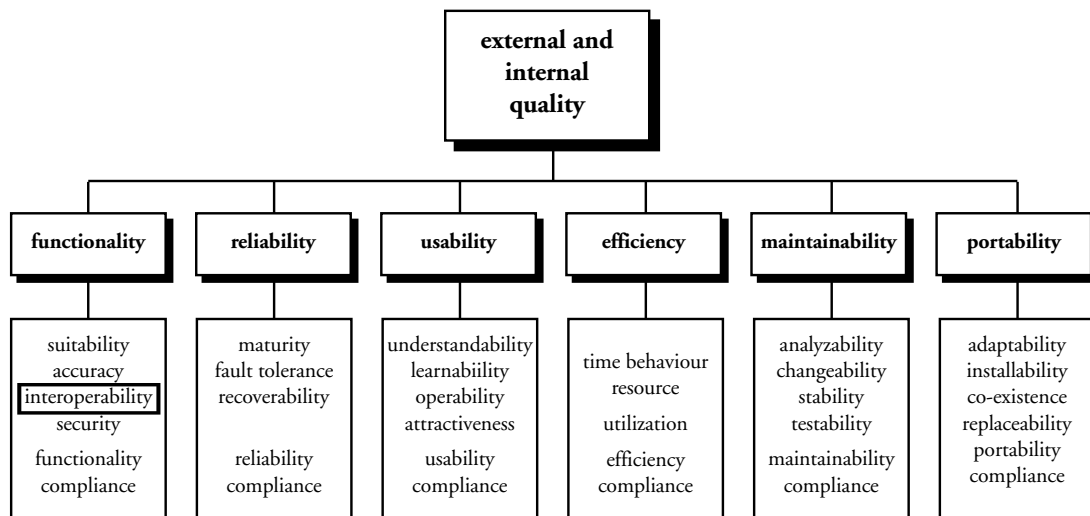 external and
internal
quality
functionality
reliability
usability
efficiency
maintainability
portability
suitability
accuracy
interoperability
security
functionality
compliance
maturity
fault tolerance
recoverability
reliability
compliance
understandability
learnabiility
operability
attractiveness
usability
compliance
time behaviour
resource
utilization
efficiency
compliance
analyzability
changeability
stability
testability
maintainability
compliance
adaptability
installability
co-existence
replaceability
portability
compliance